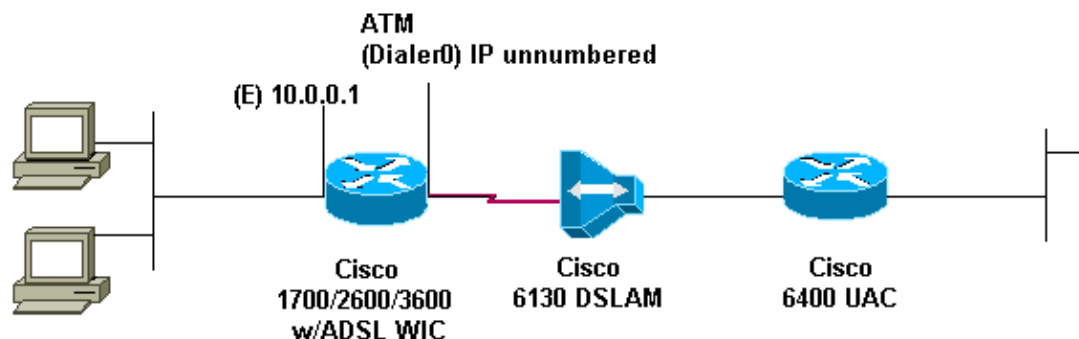 ATM
(Dialer0) IP unnumbered
(E) 10.0.0.1
Cisco
1700/2600/3600
w/ADSL WIC
Cisco
6130 DSLAM
Cisco
6400 UAC